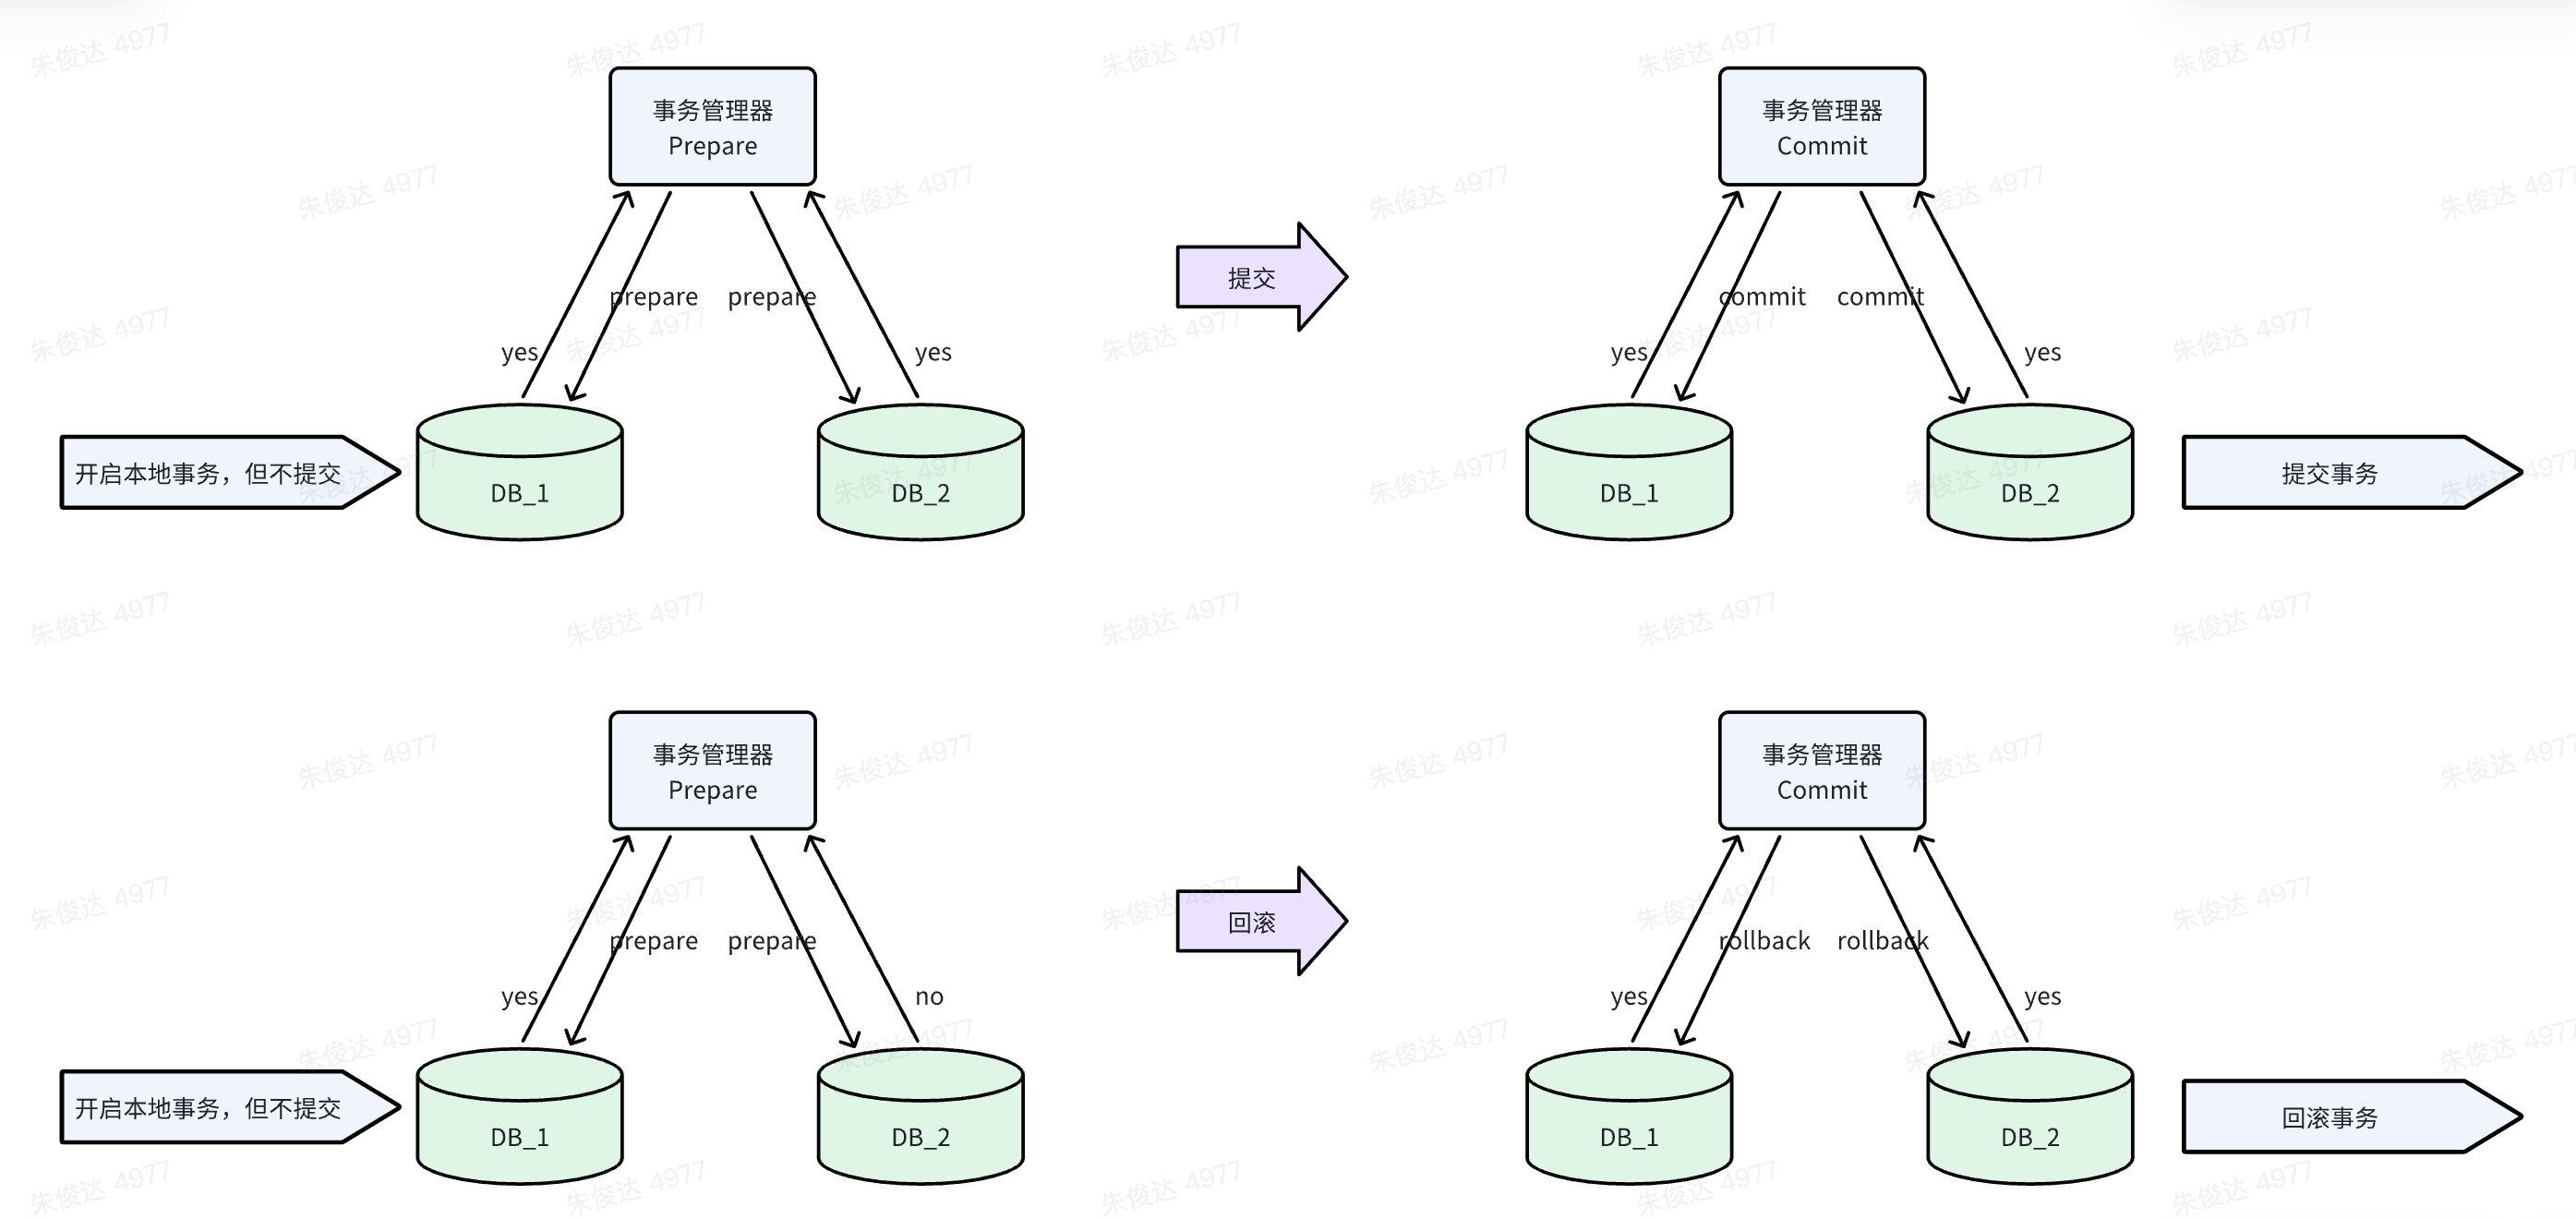 事务管理器
Prepare
事务管理器
Commit
提交
prepare
prepare
commit
commit
yes
yes
yes
yes
开启本地事务，但不提交
DB_1
DB_2
DB_1
DB_2
提交事务
事务管理器
Prepare
事务管理器
Commit
回滚
prepare
prepare
rollback
rollback
yes
no
yes
yes
开启本地事务，但不提交
DB_1
DB_2
DB_1
DB_2
回滚事务
朱俊达 4977